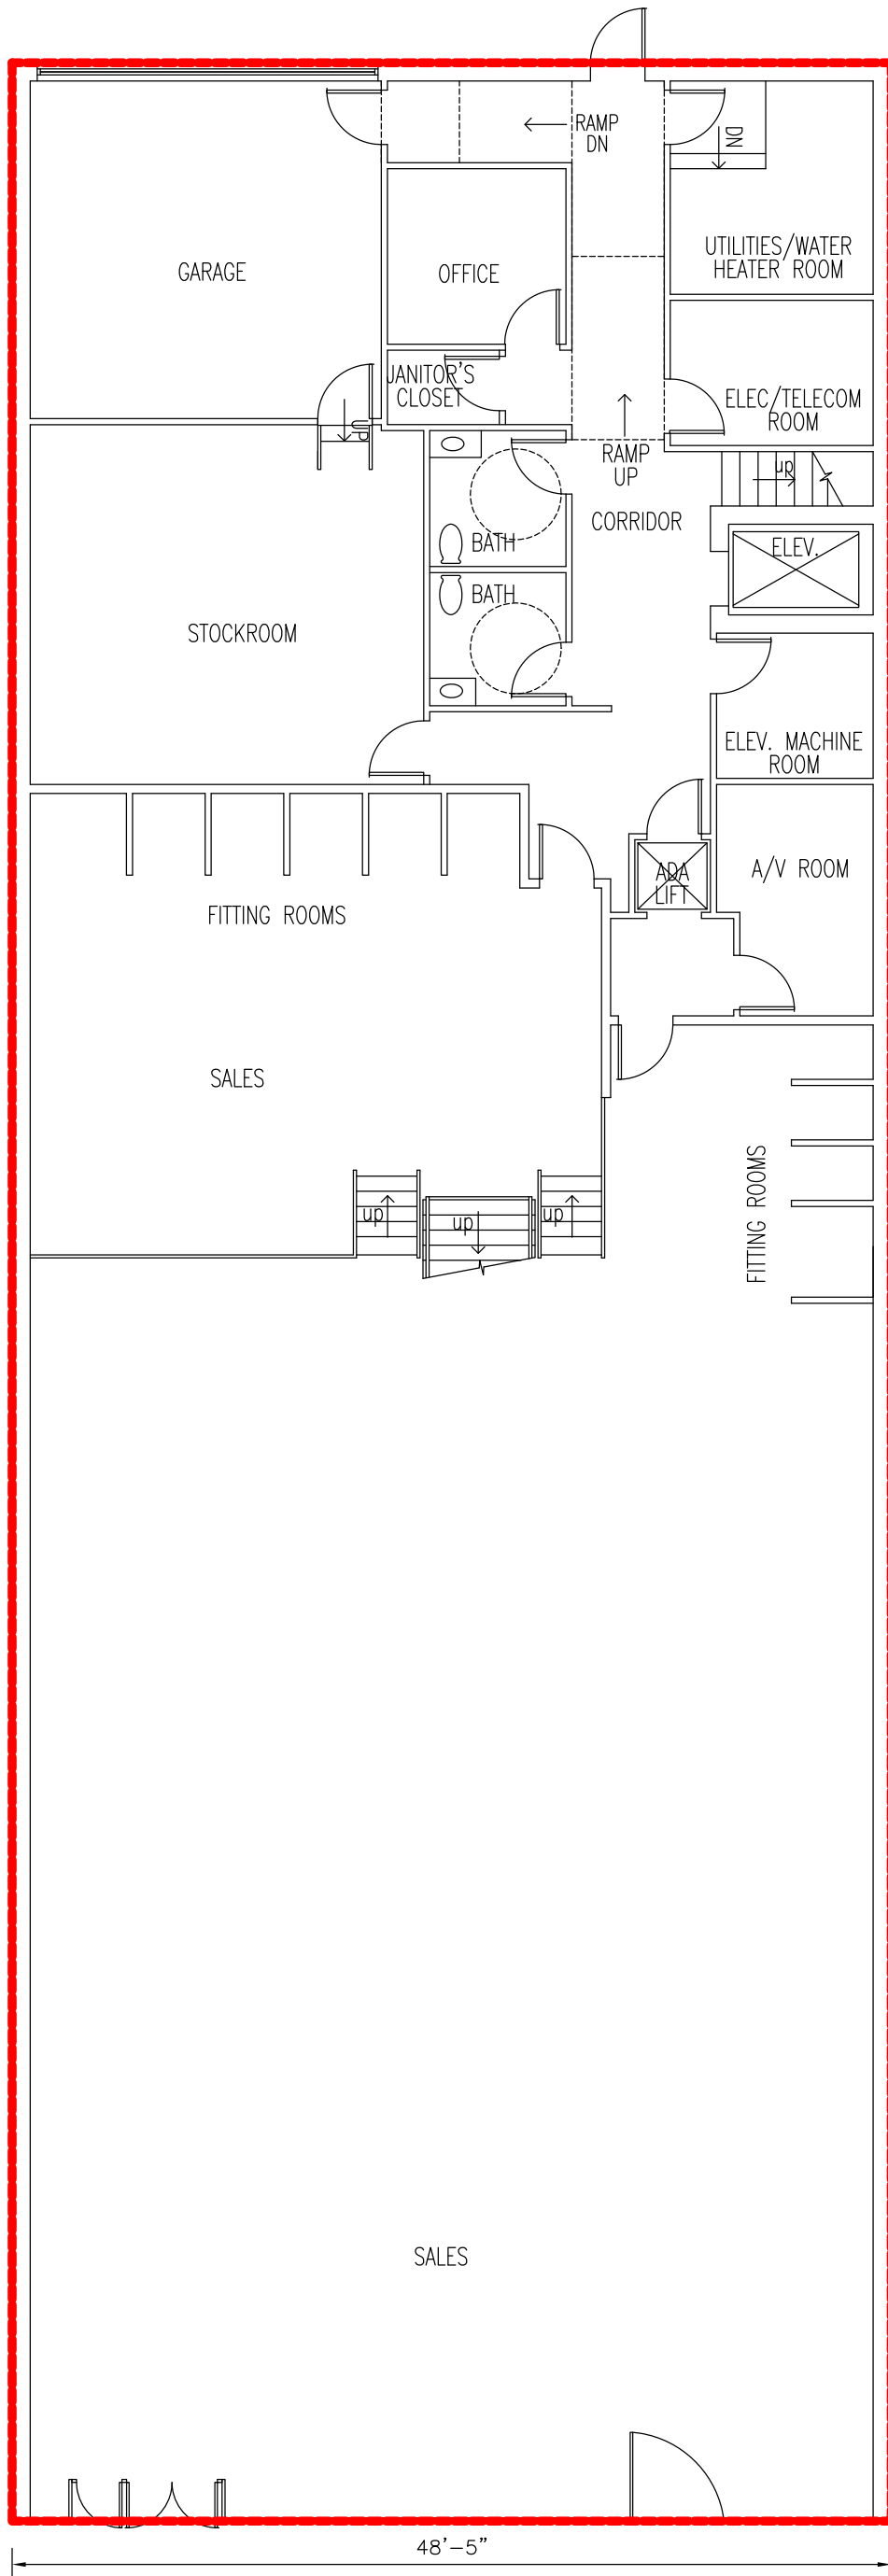 RAMP
DN
DN
GARAGE
OFFICE
UTILITIES/WATER
HEATER ROOM
JANITOR'S
CLOSET
ELEC/TELECOM
ROOM
UP
RAMP
UP
up
CORRIDOR
BATH
ELEV.
BATH
STOCKROOM
ELEV. MACHINE
ROOM
ADA
LIFT
A/V ROOM
FITTING ROOMS
SALES
FITTING ROOMS
up
up
up
SALES
48'-5"